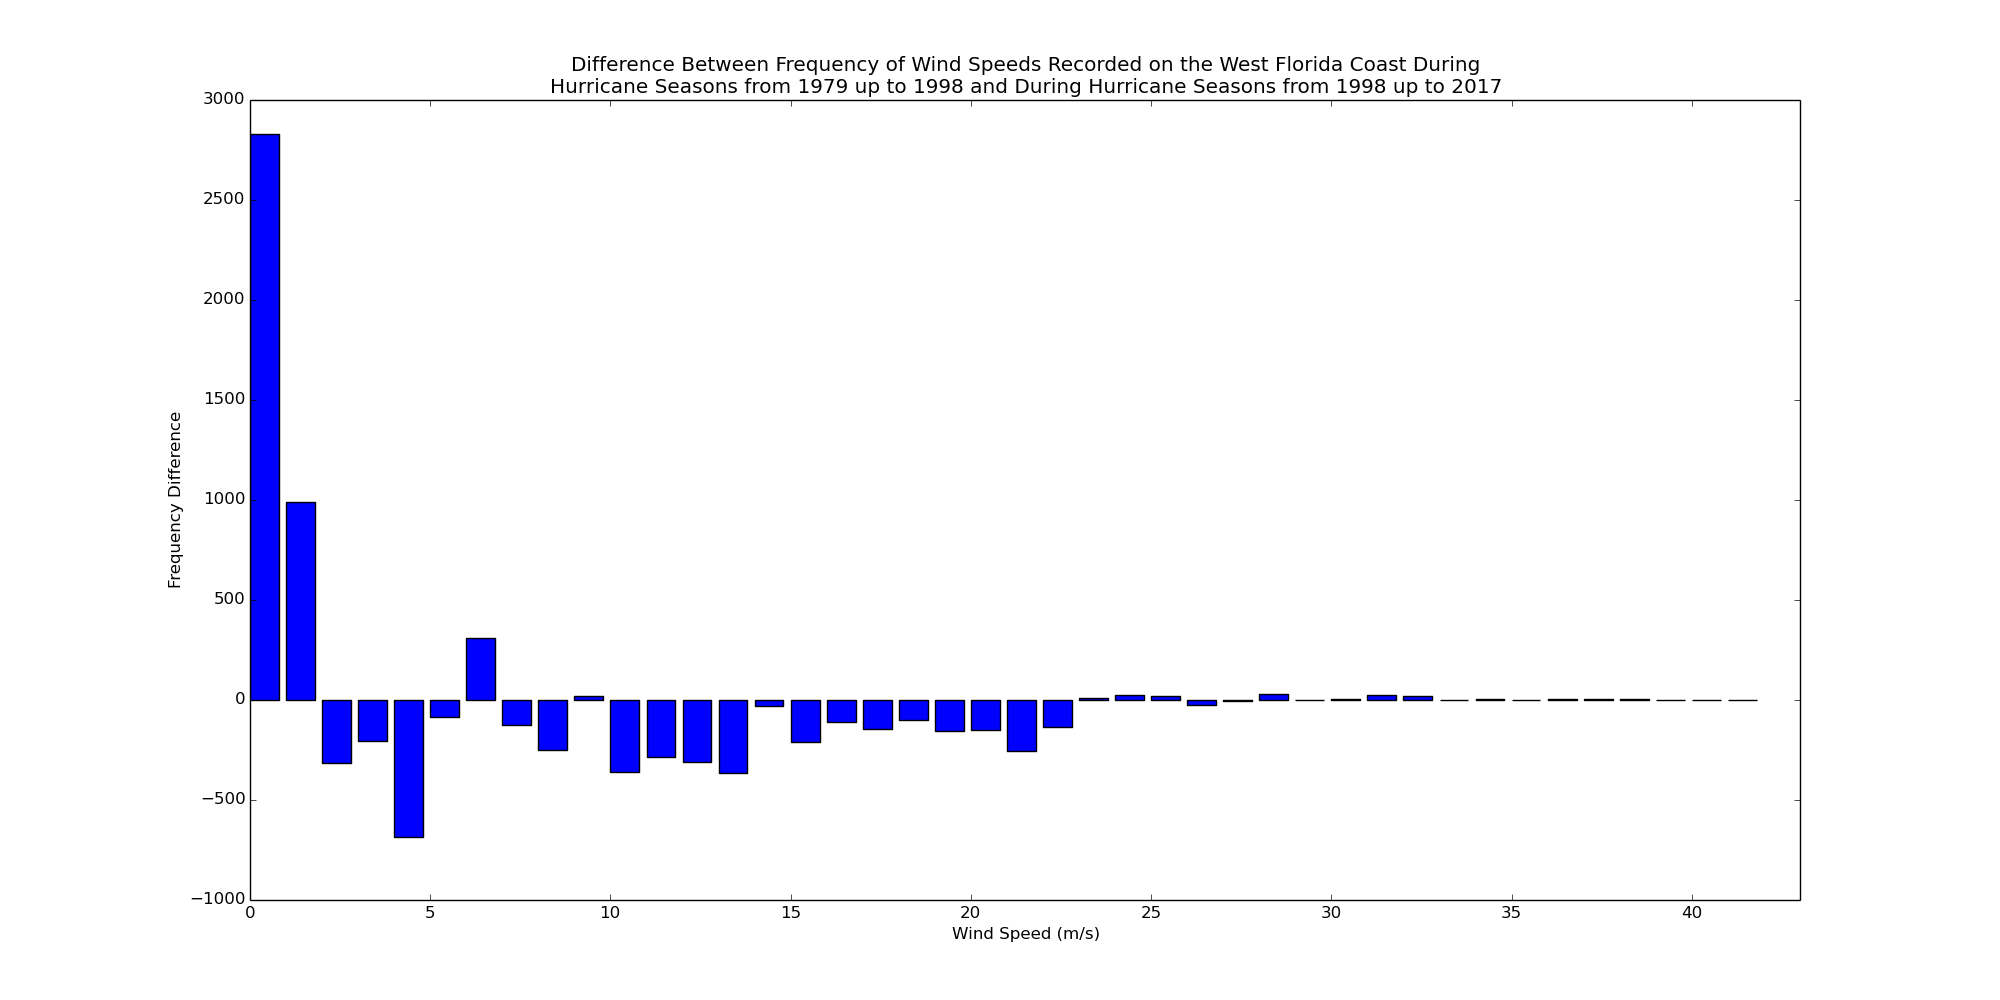 Difference Between Frequency of Wind Speeds Recorded on the West Florida Coast During
Hurricane Seasons from 1979 up to 1998 and During Hurricane Seasons from 1998 up to 2017
3000
2500
2000
1500
1000
500
0
−500
−1000
Frequency Difference
0 5 10 15 20 25 30 35 40
Wind Speed (m/s)